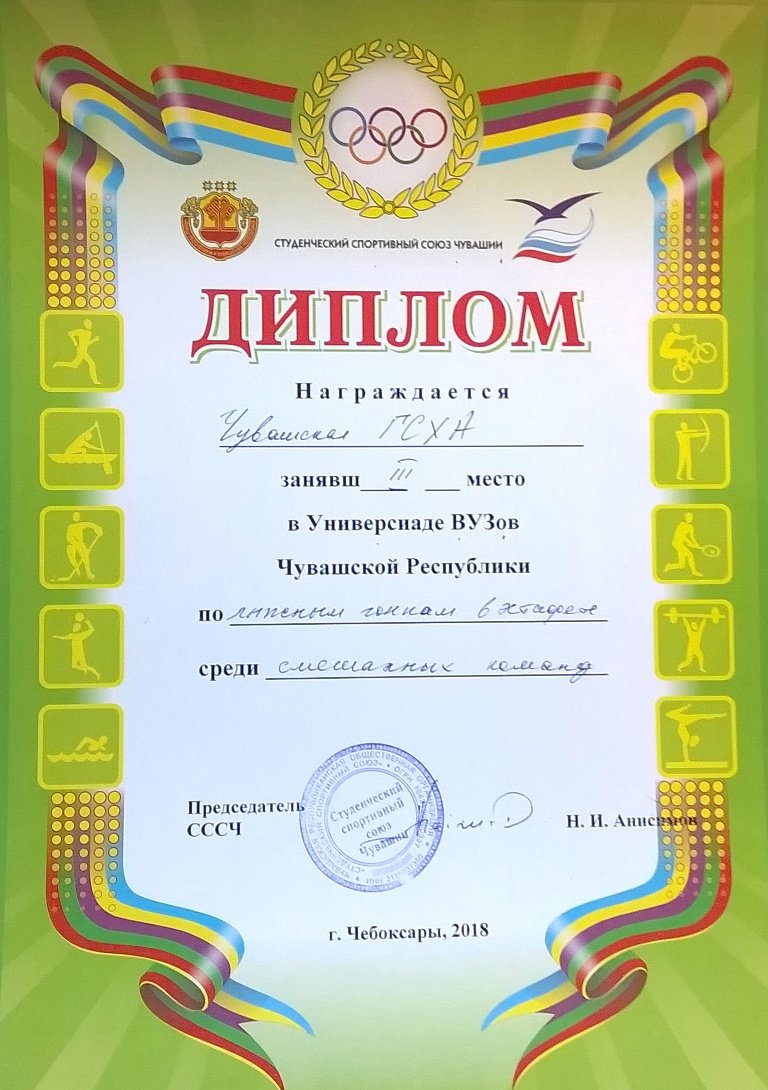 СТУДЕНЧЕСКИЙ СПОРТИВНЫЙ СОЮЗ ЧУВАШИИ
ДИПЛОМ
Награждается
Чувашская ГСХА
занявш III место
в Универсиаде ВУЗов
Чувашской Республики
по лыжным гонкам в эстафете
среди смешанных команд
Председатель
СССЧ
Студенческий
спортивный
союз
Чувашии
Н. И. Анисимов
г. Чебоксары, 2018